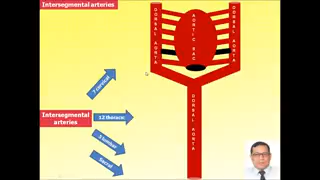 Intersegmental arteries
DORSAL AORTA
AORTIC SAC
DORSAL AORTA
7 cervical
Intersegmental
arteries
12 thoracic
5 lumbar
Sacral
DORSAL AORTA